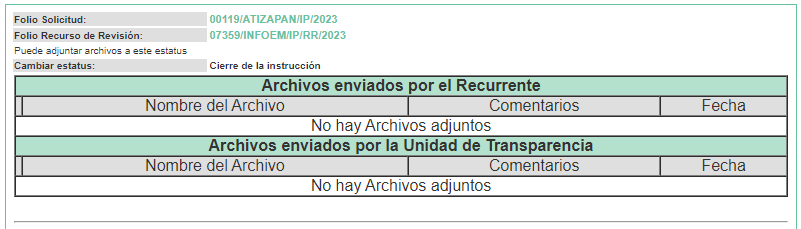 Folio Solicitud: 00119/ATIZAPAN/IP/2023
Folio Recurso de Revisión: 07359/INFOEM/IP/RR/2023
Puede adjuntar archivos a este estatus
Cambiar estatus: Cierre de la instrucción
Archivos enviados por el Recurrente
Nombre del Archivo Comentarios Fecha
No hay Archivos adjuntos
Archivos enviados por la Unidad de Transparencia
Nombre del Archivo Comentarios Fecha
No hay Archivos adjuntos